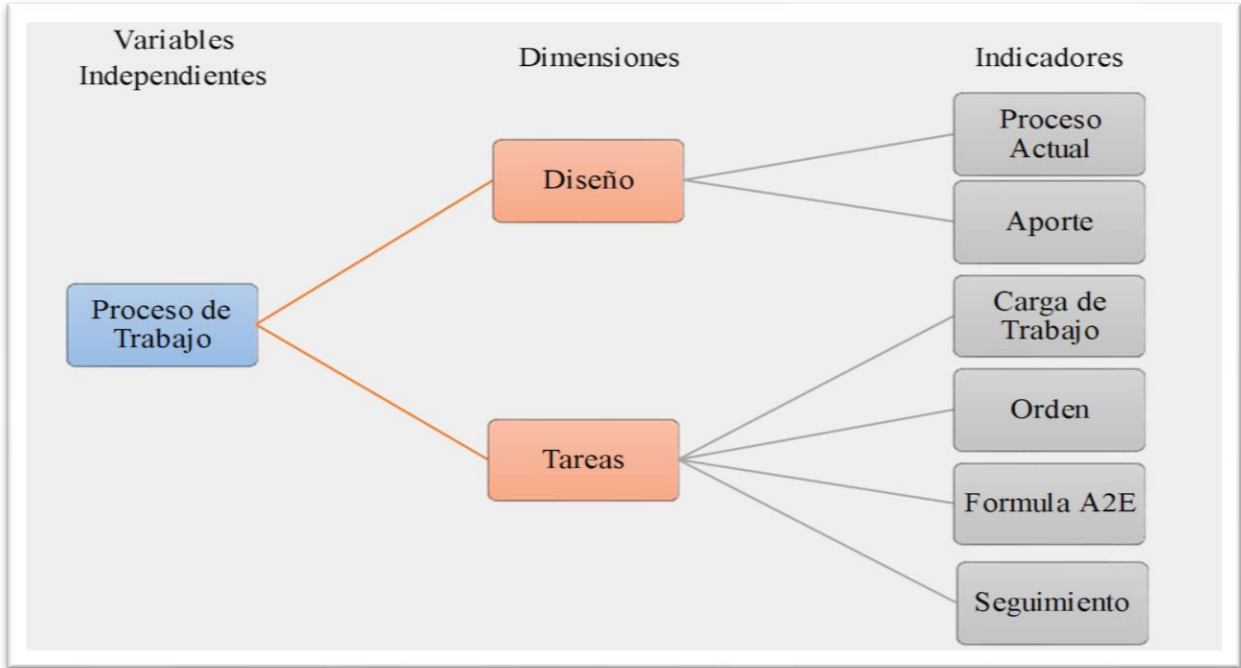 Variables
Independientes
Dimensiones
Indicadores
Proceso
Actual
Diseño
Aporte
Proceso de
Trabajo
Carga de
Trabajo
Orden
Tareas
Formula A2E
Seguimiento